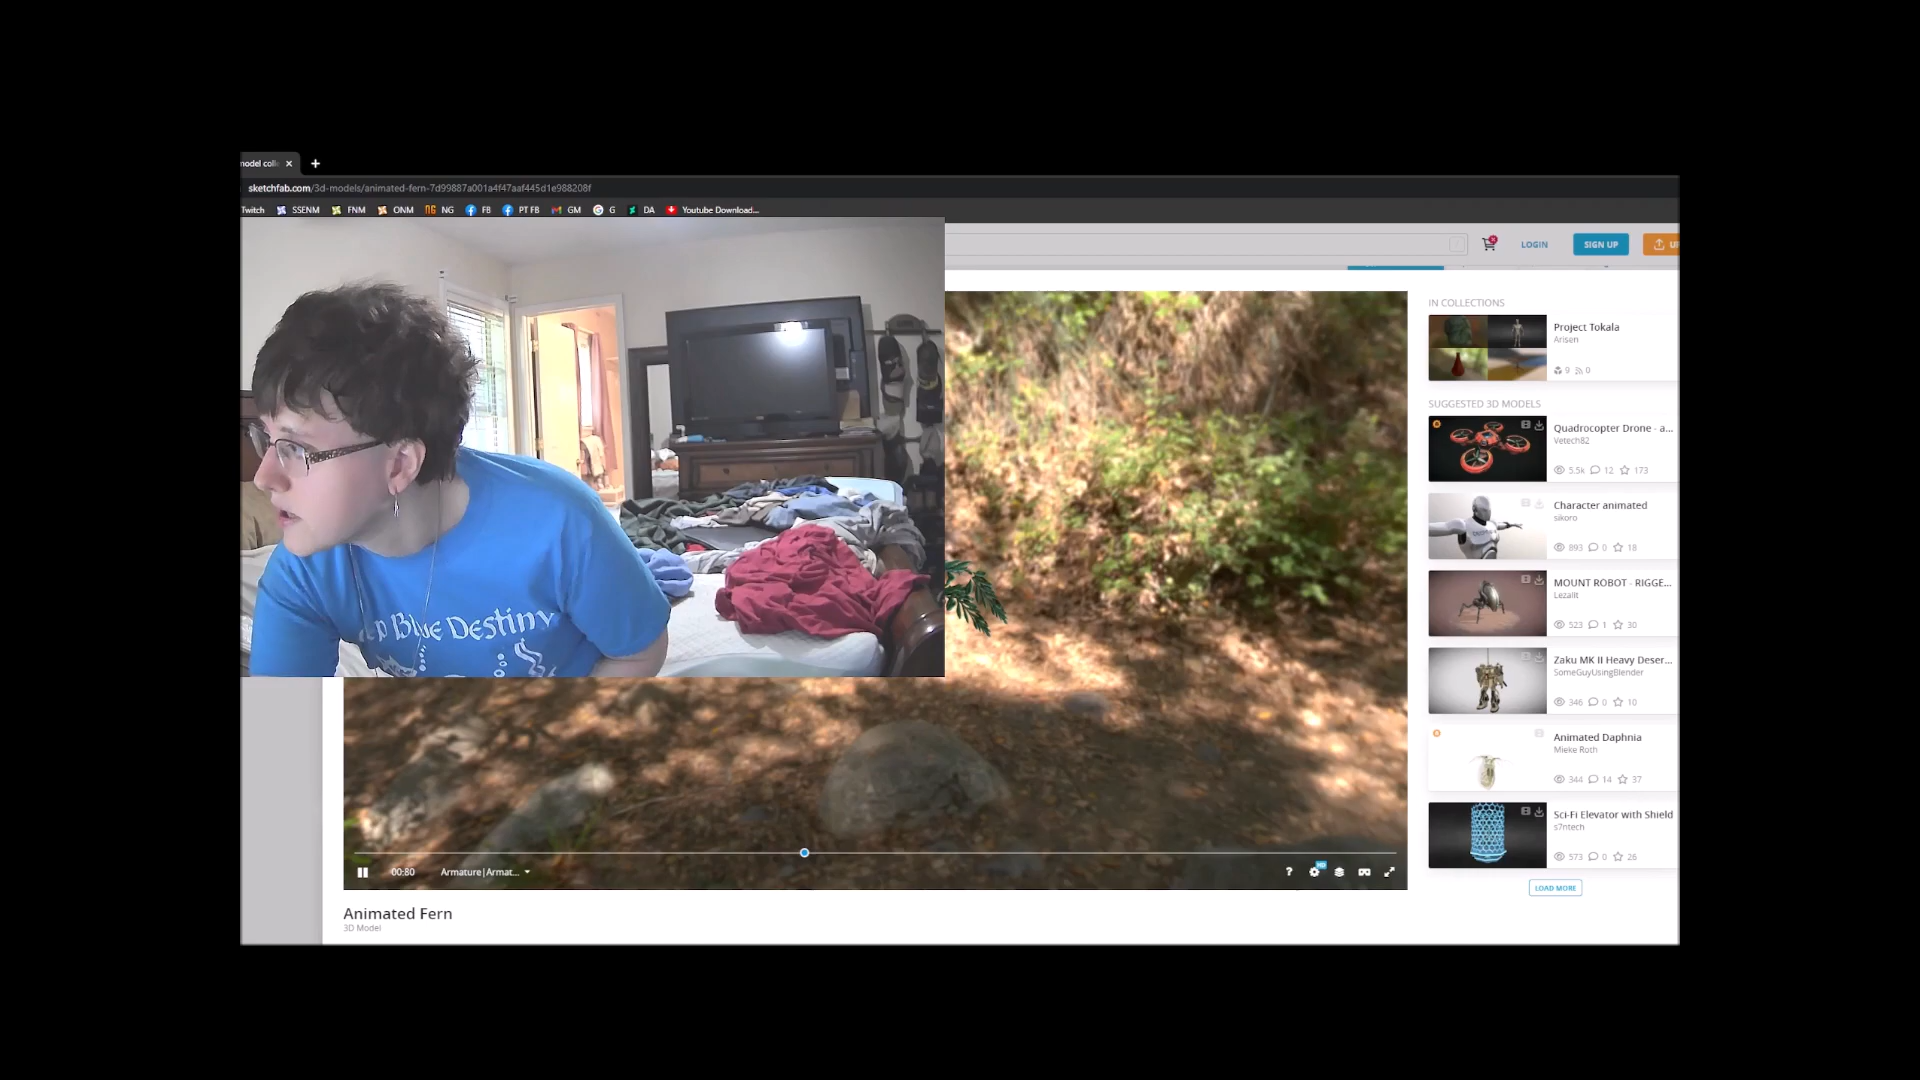 model coll
sketchfab.com/3d-models/animated-fern-7d99887a001a4f47aaf445d1e988208f
Twitch SSENM FNM ONM NG FB PT FB GM G DA Youtube Download...
LOGIN SIGN UP UP
IN COLLECTIONS
Project Tokala
Arisen
9 0
SUGGESTED 3D MODELS
Quadrocopter Drone - a...
Vetech82
5.5k 12 173
Character animated
sikoro
893 0 18
MOUNT ROBOT - RIGGE...
Lezalit
523 1 30
Zaku MK II Heavy Deser...
SomeGuyUsingBlender
346 0 10
Animated Daphnia
Mieke Roth
344 14 37
Sci-Fi Elevator with Shield
s7ntech
573 0 26
LOAD MORE
p Blue Destiny
00:80 Armature|Armat... ? HD
Animated Fern
3D Model